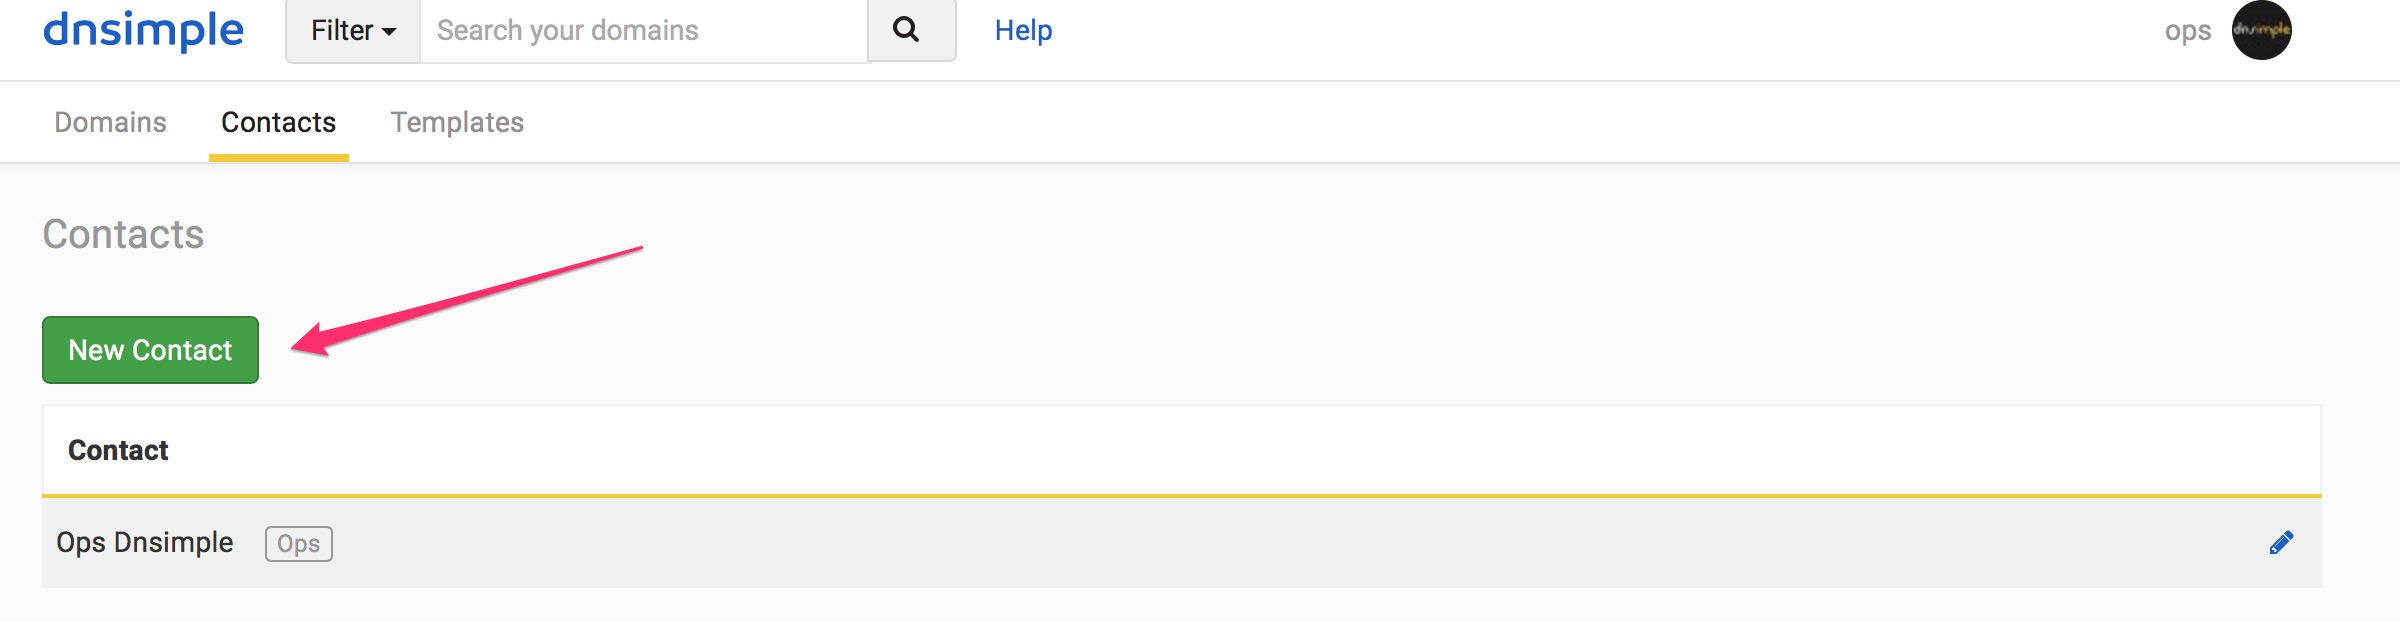 dnsimple Filter Search your domains Help ops dnsimple
Domains Contacts Templates
Contacts
New Contact
Contact
Ops Dnsimple Ops